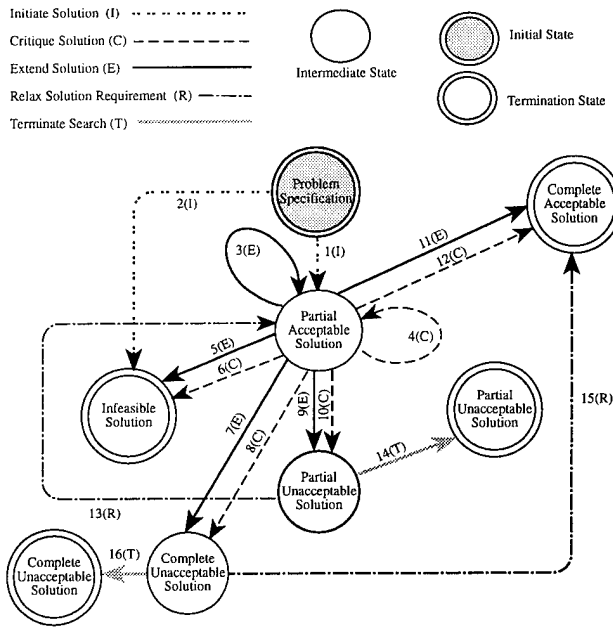 Initiate Solution (I)
Critique Solution (C)
Extend Solution (E)
Relax Solution Requirement (R)
Terminate Search (T)
Intermediate State
Initial State
Termination State
Problem
Specification
2(I)
1(I)
3(E)
11(E)
12(C)
Complete
Acceptable
Solution
Partial
Acceptable
Solution
4(C)
5(E)
6(C)
Infeasible
Solution
7(E)
8(C)
9(E)
10(C)
Partial
Unacceptable
Solution
15(R)
14(T)
Partial
Unacceptable
Solution
13(R)
Complete
Unacceptable
Solution
16(T)
Complete
Unacceptable
Solution